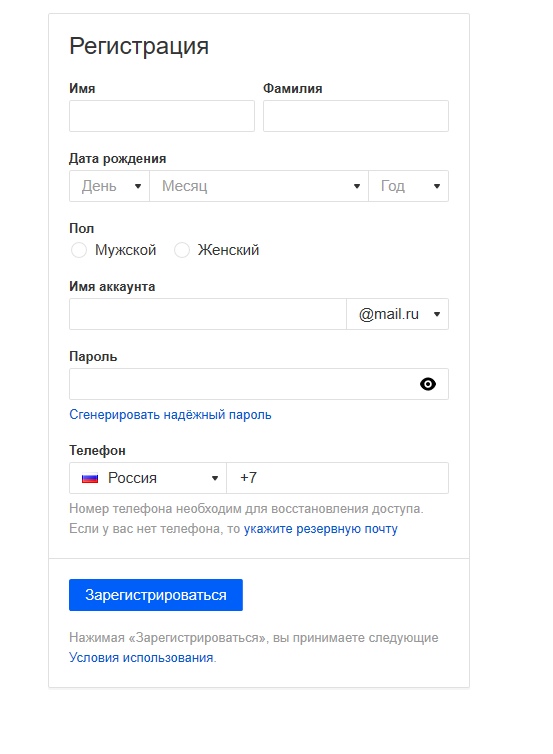 Регистрация
Имя Фамилия
Дата рождения
День Месяц Год
Пол
Мужской Женский
Имя аккаунта
@mail.ru
Пароль
Сгенерировать надёжный пароль
Телефон
Россия +7
Номер телефона необходим для восстановления доступа.
Если у вас нет телефона, то укажите резервную почту
Зарегистрироваться
Нажимая «Зарегистрироваться», вы принимаете следующие
Условия использования.